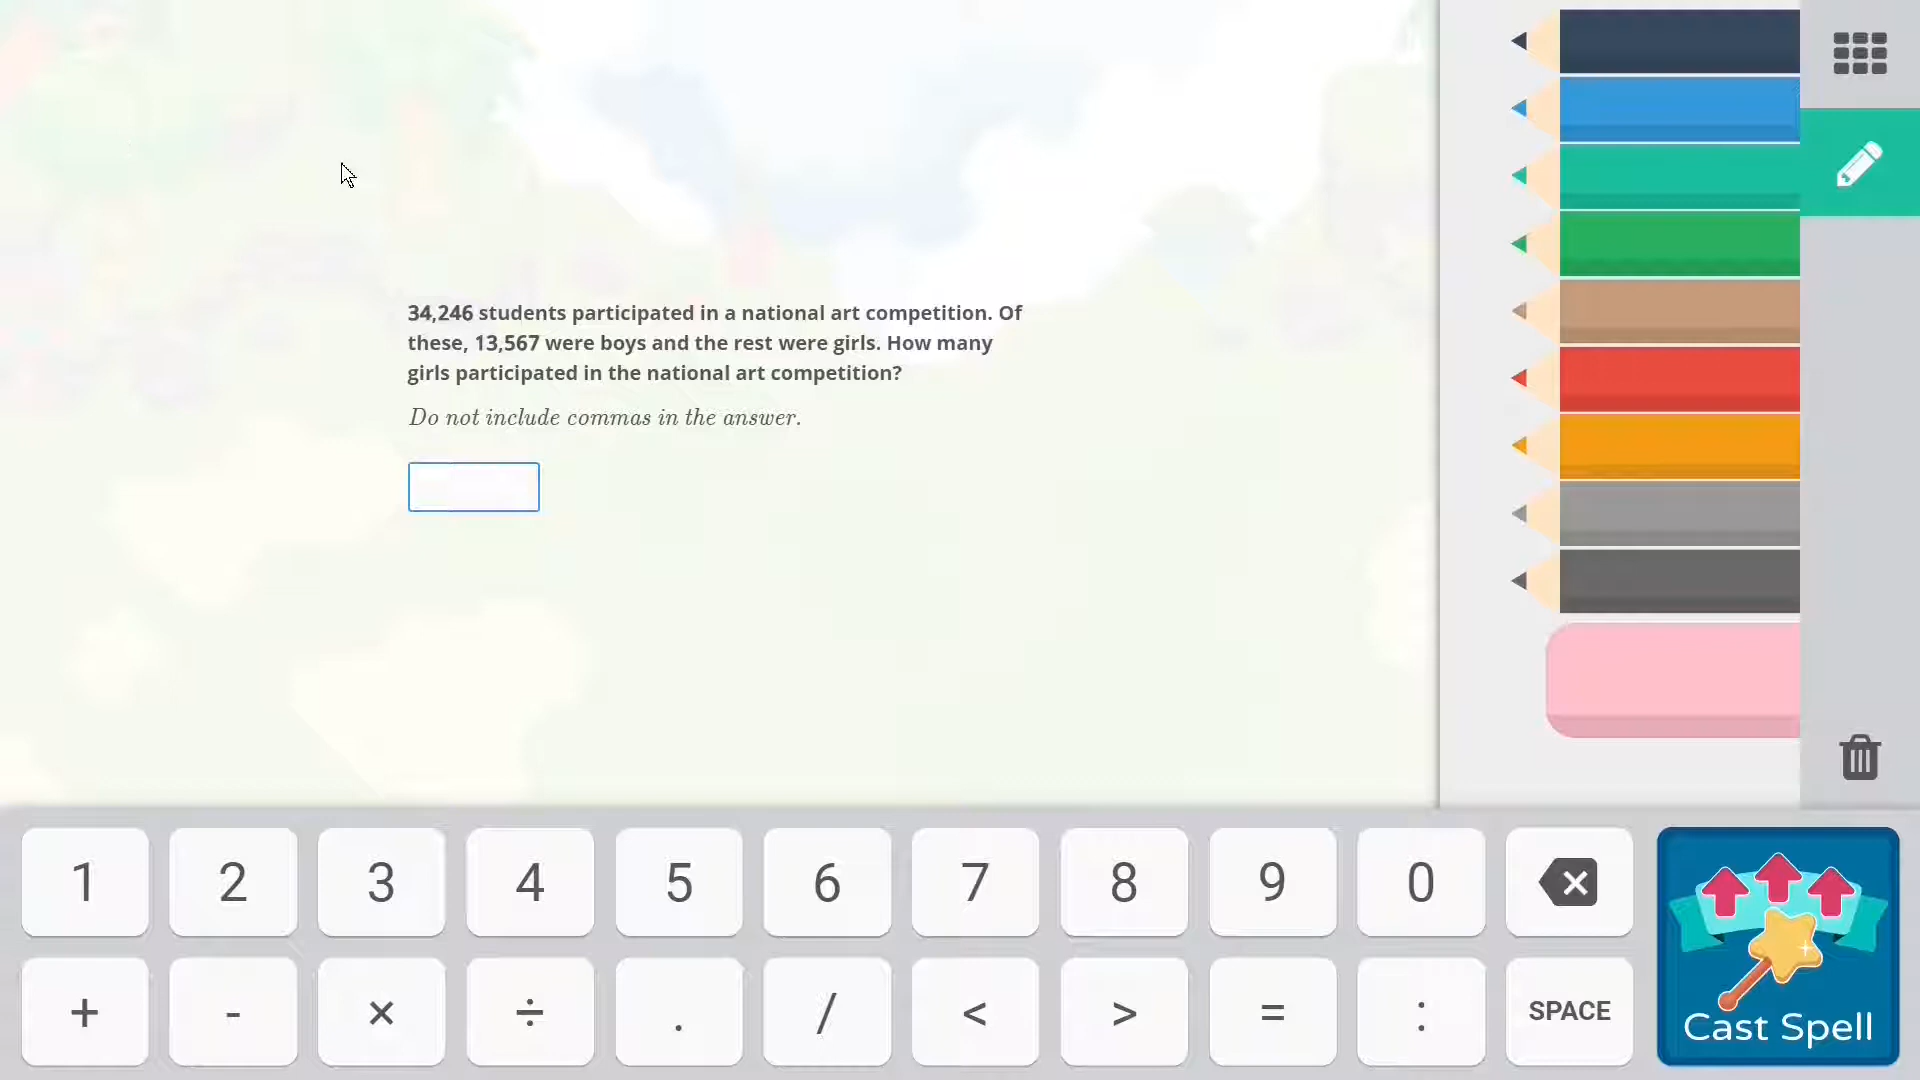 34,246 students participated in a national art competition. Of
these, 13,567 were boys and the rest were girls. How many
girls participated in the national art competition?
Do not include commas in the answer.
1 2 3 4 5 6 7 8 9 0
+ - × ÷ . / < > = : SPACE
Cast Spell